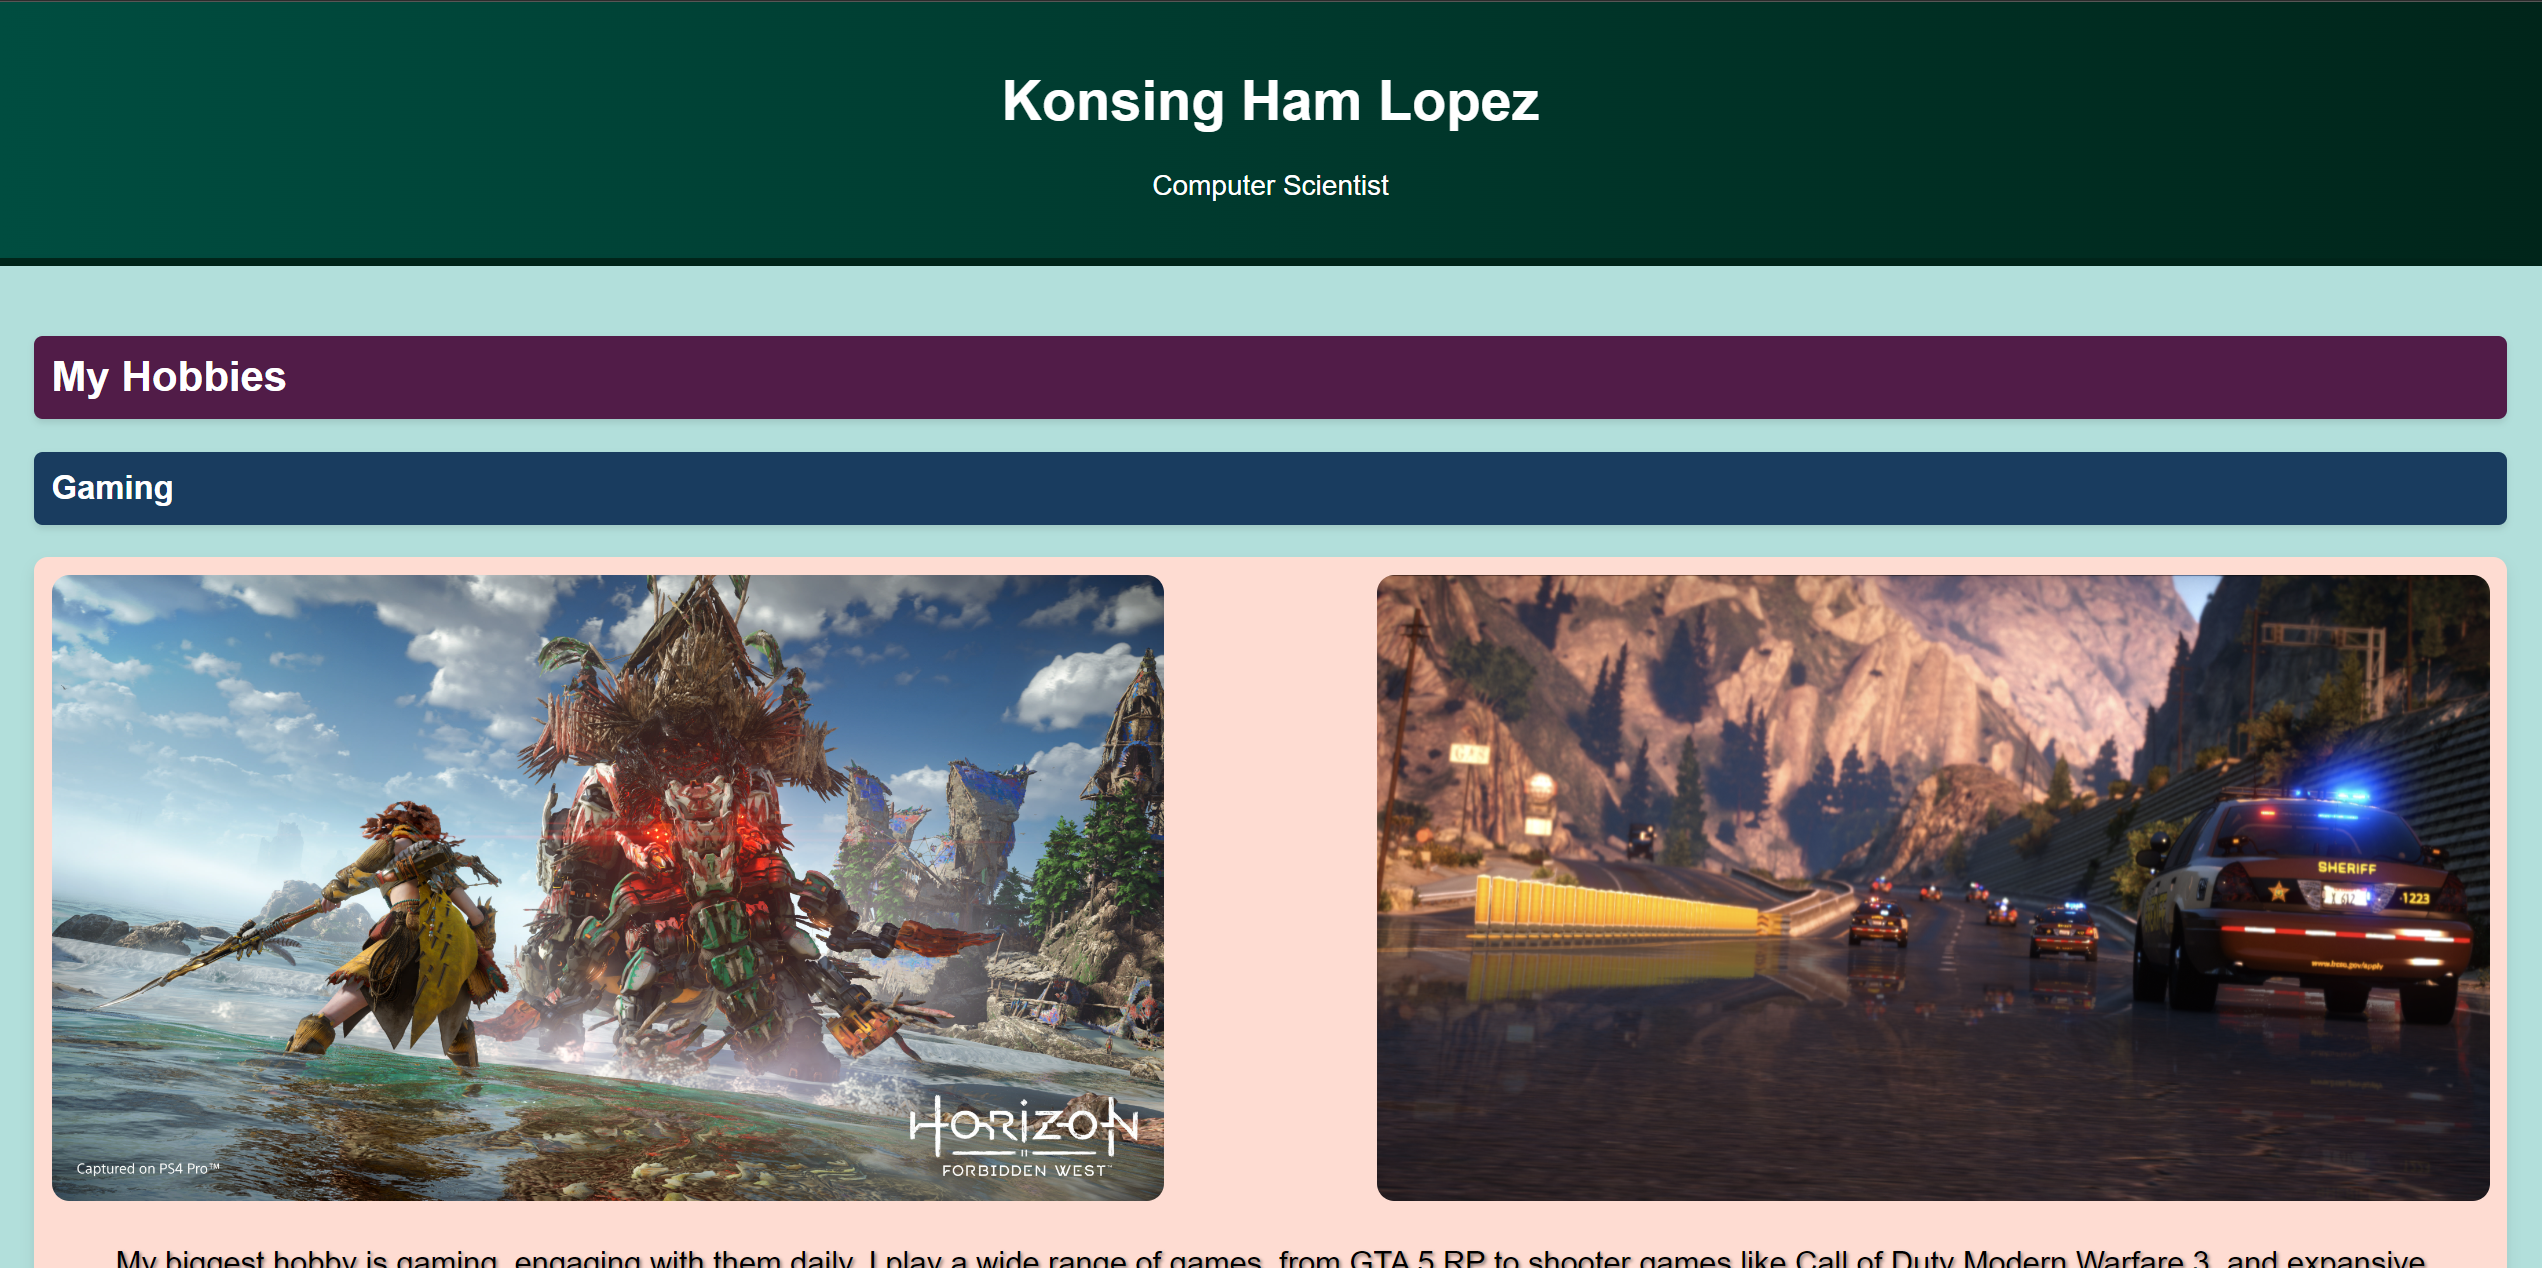 Konsing Ham Lopez
Computer Scientist
My Hobbies
Gaming
HORIZON
FORBIDDEN WEST™
Captured on PS4 Pro™
GAS
SHERIFF
1223
My biggest hobby is gaming, engaging with them daily. I play a wide range of games, from GTA 5 RP to shooter games like Call of Duty Modern Warfare 3, and expansive